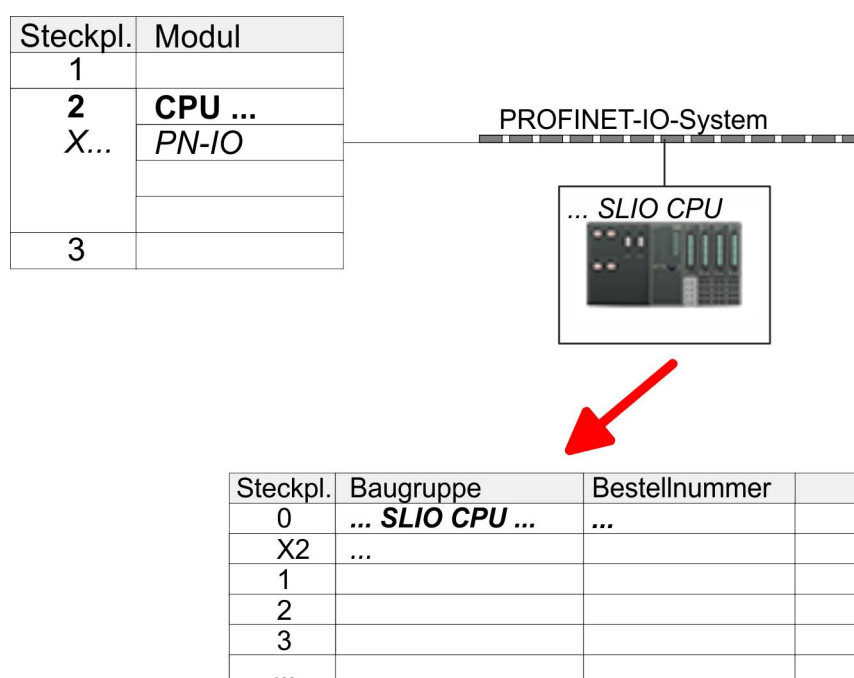 Steckpl. Modul
1
2 CPU ...
X... PN-IO
3
PROFINET-IO-System
... SLIO CPU
Steckpl. Baugruppe Bestellnummer
0 ... SLIO CPU ... ...
X2 ...
1
2
3
...